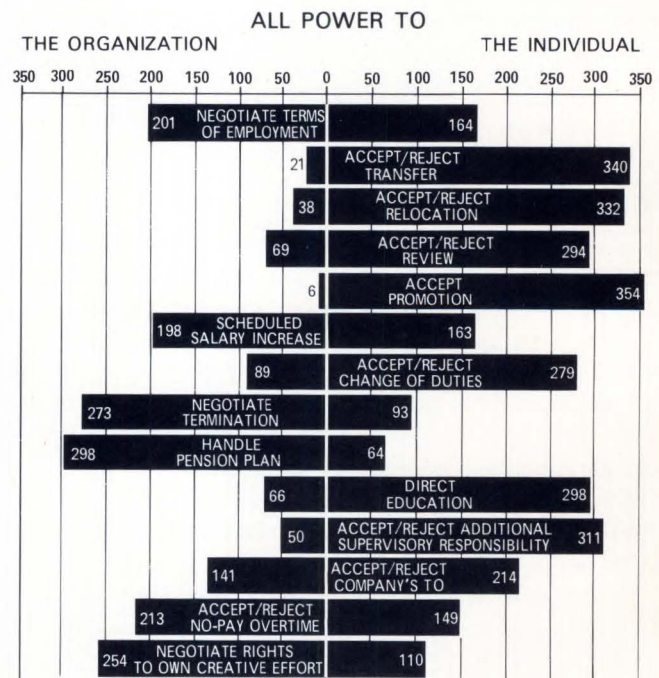 ALL POWER TO
THE ORGANIZATION THE INDIVIDUAL
350 300 250 200 150 100 50 0 50 100 150 200 250 300 350
201 NEGOTIATE TERMS OF EMPLOYMENT 164
21 ACCEPT/REJECT TRANSFER 340
38 ACCEPT/REJECT RELOCATION 332
69 ACCEPT/REJECT REVIEW 294
6 ACCEPT PROMOTION 354
198 SCHEDULED SALARY INCREASE 163
89 ACCEPT/REJECT CHANGE OF DUTIES 279
273 NEGOTIATE TERMINATION 93
298 HANDLE PENSION PLAN 64
66 DIRECT EDUCATION 298
50 ACCEPT/REJECT ADDITIONAL SUPERVISORY RESPONSIBILITY 311
141 ACCEPT/REJECT COMPANY'S TO 214
213 ACCEPT/REJECT NO-PAY OVERTIME 149
254 NEGOTIATE RIGHTS TO OWN CREATIVE EFFORT 110